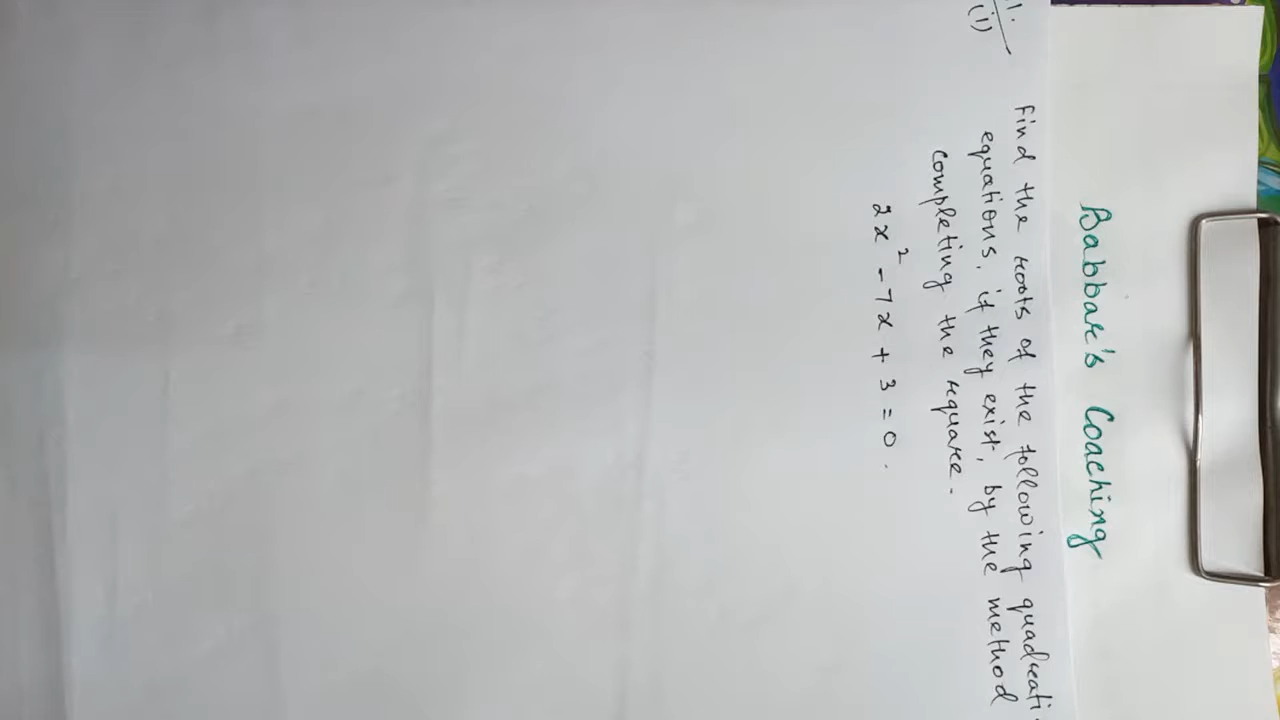 Babbar's Coaching
1.
(i) Find the roots of the following quadrati
equations, if they exist, by the method
completing the square.
2x² - 7x + 3 = 0.